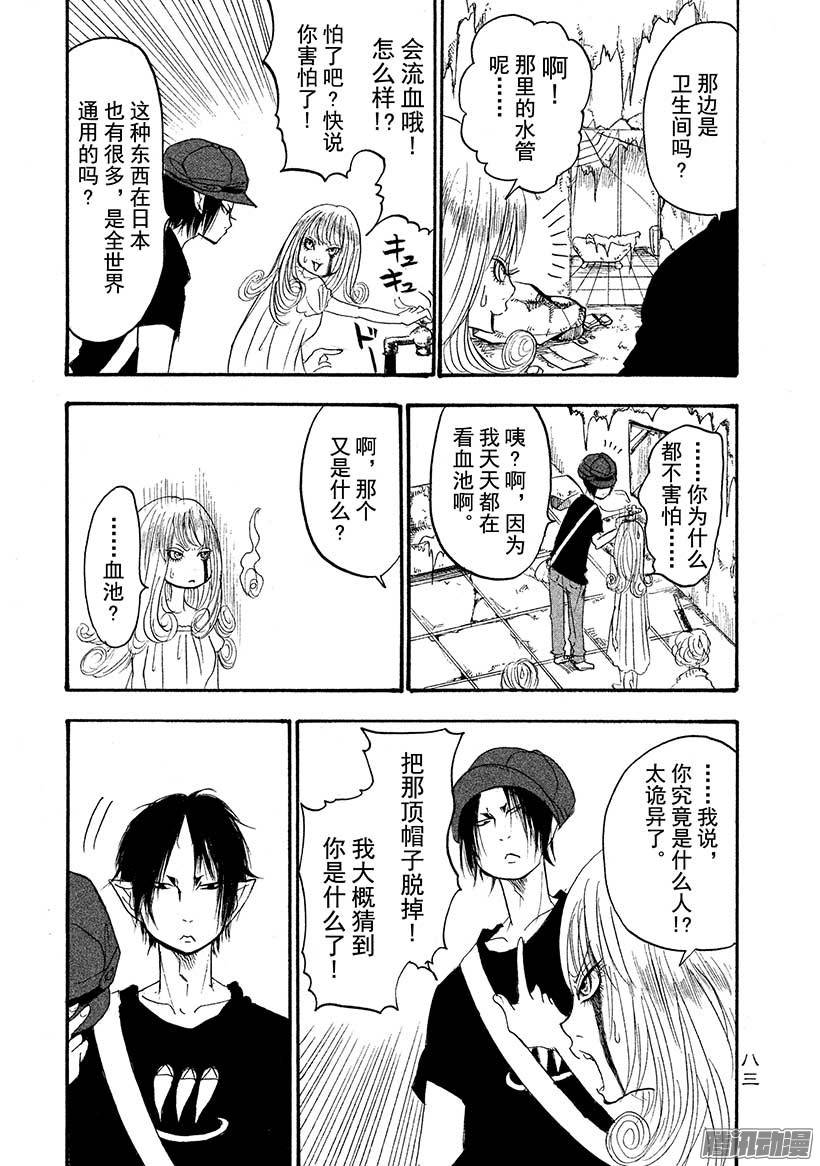 那边是
卫生间吗？
啊！
那里的水管
呢……
会流血哦！
怎么样！？
怕了吧？快说
你害怕了！
キュ
キュッ
ドー
这种东西在日本
也有很多，是全世界
通用的吗？
……你为什么
都不害怕……
咦？啊，因为
我天天都在
看血池啊。
啊，那个
又是什么？
……血池？
……我说，
你究竟是什么人！？
太诡异了。
把那顶帽子脱掉！
我大概猜到
你是什么了！
八三
腾讯动漫